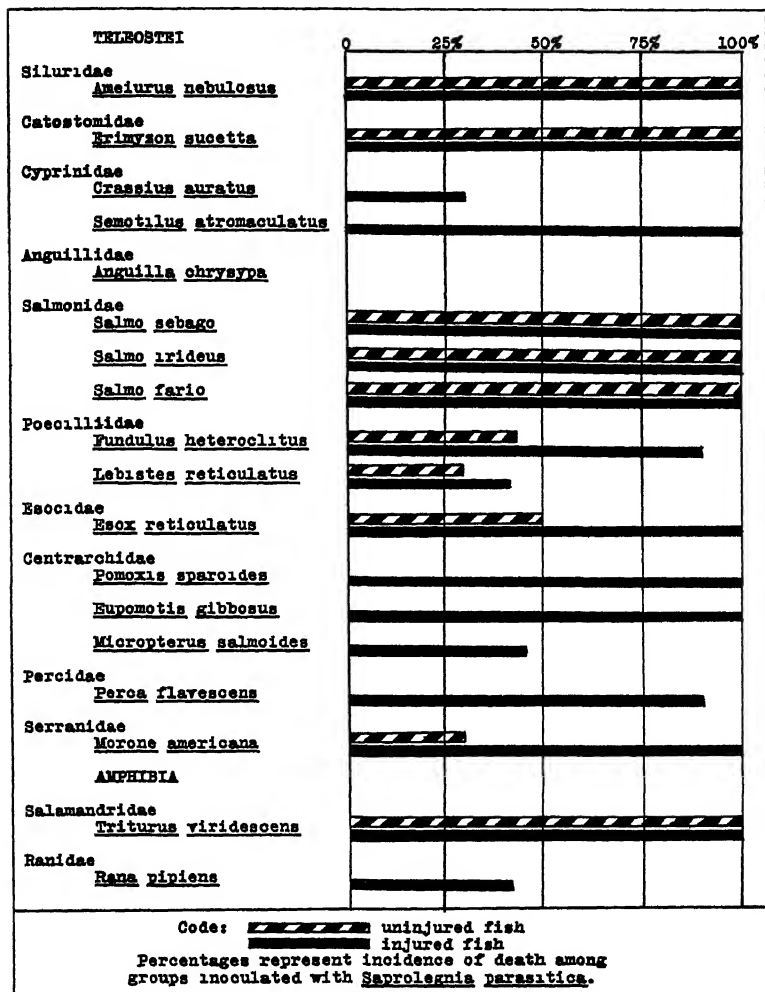 TELEOSTEI
0 25% 50% 75% 100%
Siluridae
Ameiurus nebulosus
Catostomidae
Erimyzon sucetta
Cyprinidae
Crassius auratus
Semotilus atromaculatus
Anguillidae
Anguilla chrysypa
Salmonidae
Salmo sebago
Salmo irideus
Salmo fario
Poecilliidae
Fundulus heteroclitus
Lebistes reticulatus
Esocidae
Esox reticulatus
Centrarchidae
Pomoxis sparoides
Eupomotis gibbosus
Micropterus salmoides
Percidae
Perca flavescens
Serranidae
Morone americana
AMPHIBIA
Salamandridae
Triturus viridescens
Ranidae
Rana pipiens
Code: uninjured fish
injured fish
Percentages represent incidence of death among
groups inoculated with Saprolegnia parasitica.